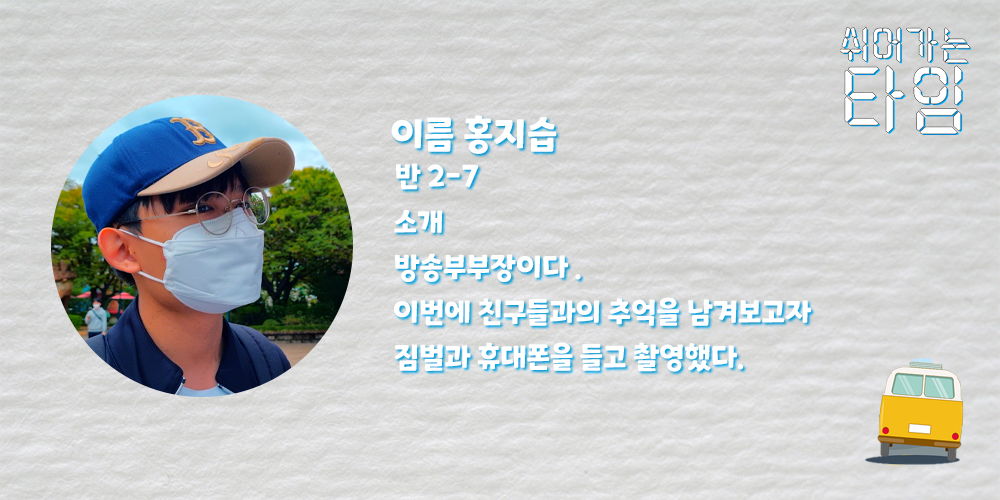 쉬어가는
타임
이름 홍지습
반 2-7
소개
방송부부장이다 .
이번에 친구들과의 추억을 남겨보고자
짐벌과 휴대폰을 들고 촬영했다.
B